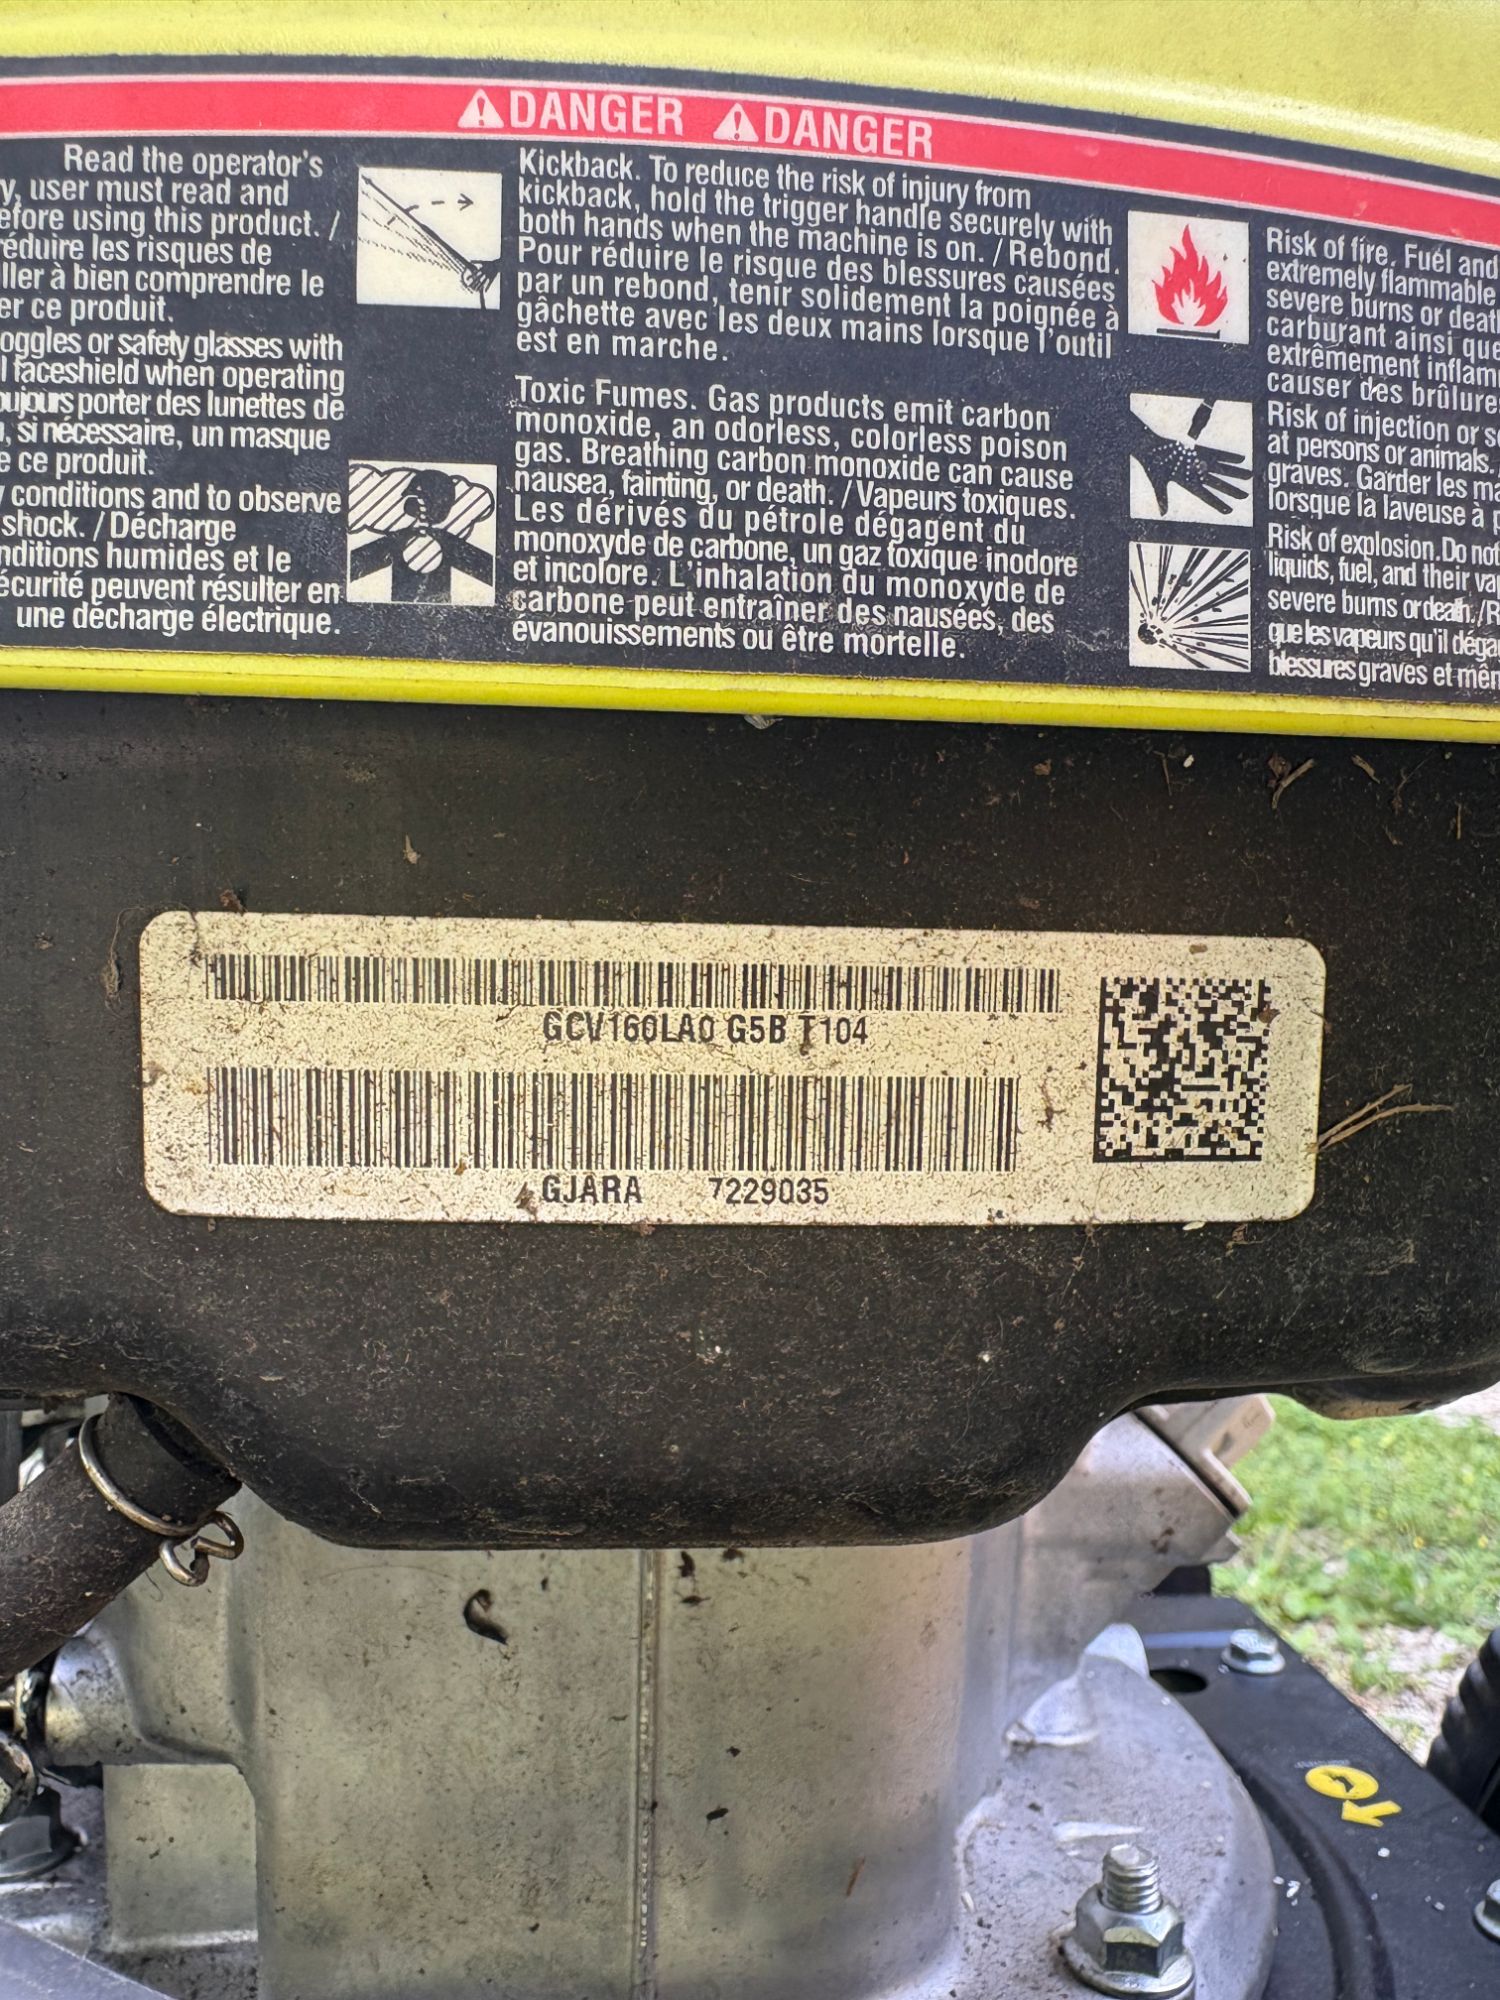 DANGER DANGER
Read the operator's
y, user must read and
efore using this product. /
réduire les risques de
ller à bien comprendre le
er ce produit.
oggles or safety glasses with
l faceshield when operating
oujours porter des lunettes de
, si nécessaire, un masque
e ce produit.
conditions and to observe
shock. / Décharge
nditions humides et le
écurité peuvent résulter en
une décharge électrique.
Kickback. To reduce the risk of injury from
kickback, hold the trigger handle securely with
both hands when the machine is on. / Rebond.
Pour réduire le risque des blessures causées
par un rebond, tenir solidement la poignée à
gâchette avec les deux mains lorsque l'outil
est en marche.
Toxic Fumes. Gas products emit carbon
monoxide, an odorless, colorless poison
gas. Breathing carbon monoxide can cause
nausea, fainting, or death. / Vapeurs toxiques.
Les dérivés du pétrole dégagent du
monoxyde de carbone, un gaz toxique inodore
et incolore. L'inhalation du monoxyde de
carbone peut entraîner des nausées, des
évanouissements ou être mortelle.
Risk of fire. Fuel and
extremely flammable
severe burns or death
carburant ainsi que
extrêmement inflam
causer des brûlure
Risk of injection or s
at persons or animals.
graves. Garder les ma
lorsque la laveuse à p
Risk of explosion. Do not
liquids, fuel, and their va
severe burns or death. /R
que les vapeurs qu'il déga
blessures graves et mêm
GCV160LA0 G5B T104
GJARA 7229035